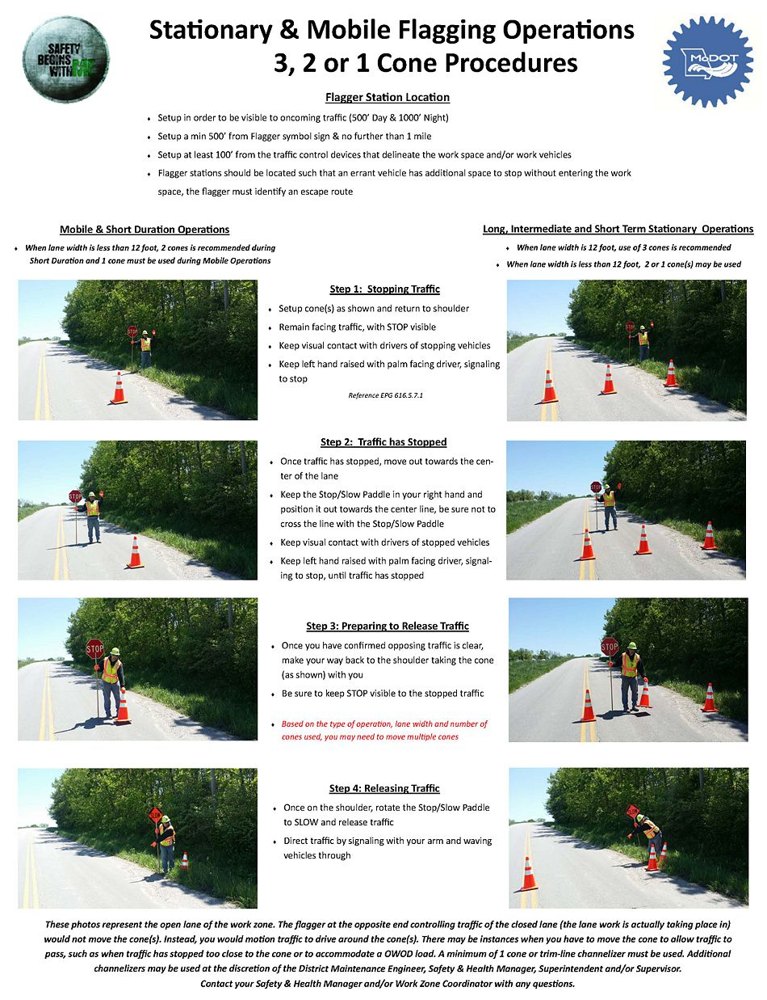 SAFETY
BEGINS
WITH ME
Stationary & Mobile Flagging Operations
3, 2 or 1 Cone Procedures
MoDOT
Flagger Station Location
Setup in order to be visible to oncoming traffic (500' Day & 1000' Night)
Setup a min 500' from Flagger symbol sign & no further than 1 mile
Setup at least 100' from the traffic control devices that delineate the work space and/or work vehicles
Flagger stations should be located such that an errant vehicle has additional space to stop without entering the work
space, the flagger must identify an escape route
Mobile & Short Duration Operations
When lane width is less than 12 foot, 2 cones is recommended during
Short Duration and 1 cone must be used during Mobile Operations
Long, Intermediate and Short Term Stationary Operations
When lane width is 12 foot, use of 3 cones is recommended
When lane width is less than 12 foot, 2 or 1 cone(s) may be used
STOP
Step 1: Stopping Traffic
Setup cone(s) as shown and return to shoulder
Remain facing traffic, with STOP visible
Keep visual contact with drivers of stopping vehicles
Keep left hand raised with palm facing driver, signaling
to stop
Reference EPG 616.5.7.1
STOP
STOP
Step 2: Traffic has Stopped
Once traffic has stopped, move out towards the cen-
ter of the lane
Keep the Stop/Slow Paddle in your right hand and
position it out towards the center line, be sure not to
cross the line with the Stop/Slow Paddle
Keep visual contact with drivers of stopped vehicles
Keep left hand raised with palm facing driver, signal-
ing to stop, until traffic has stopped
STOP
STOP
Step 3: Preparing to Release Traffic
Once you have confirmed opposing traffic is clear,
make your way back to the shoulder taking the cone
(as shown) with you
Be sure to keep STOP visible to the stopped traffic
Based on the type of operation, lane width and number of
cones used, you may need to move multiple cones
STOP
SLOW
Step 4: Releasing Traffic
Once on the shoulder, rotate the Stop/Slow Paddle
to SLOW and release traffic
Direct traffic by signaling with your arm and waving
vehicles through
SLOW
These photos represent the open lane of the work zone. The flagger at the opposite end controlling traffic of the closed lane (the lane work is actually taking place in)
would not move the cone(s). Instead, you would motion traffic to drive around the cone(s). There may be instances when you have to move the cone to allow traffic to
pass, such as when traffic has stopped too close to the cone or to accommodate a OWOD load. A minimum of 1 cone or trim-line channelizer must be used. Additional
channelizers may be used at the discretion of the District Maintenance Engineer, Safety & Health Manager, Superintendent and/or Supervisor.
Contact your Safety & Health Manager and/or Work Zone Coordinator with any questions.